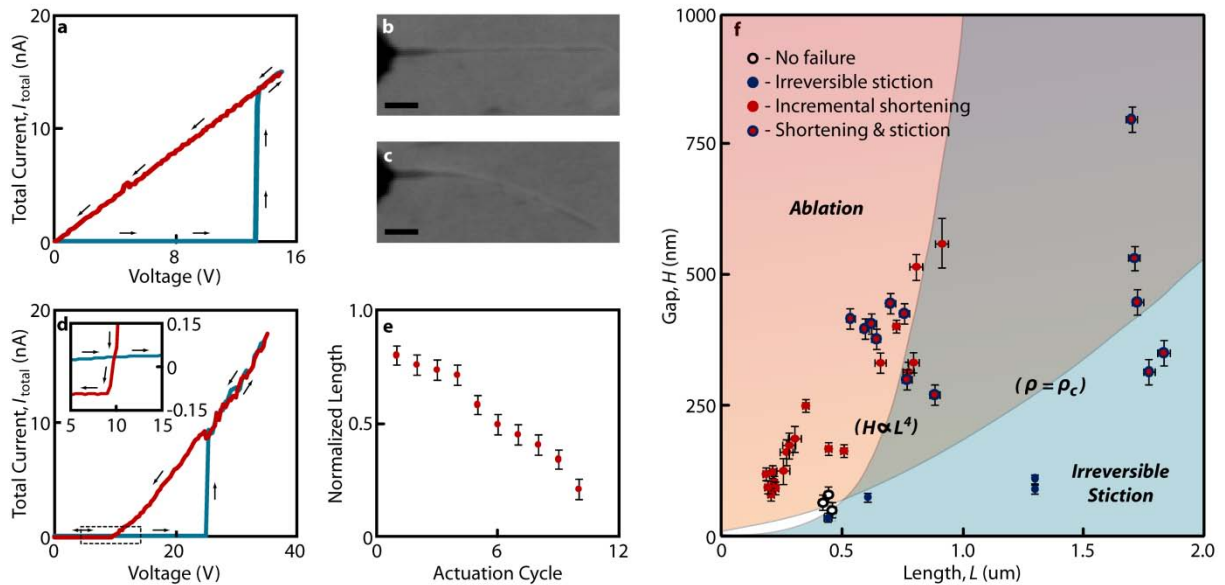 a
20
10
0
Total Current, I total (nA)
0
8
16
Voltage (V)
b
c
d
20
10
0
Total Current, I total (nA)
0.15
0
-0.15
5
10
15
0
20
40
Voltage (V)
e
1.0
0.5
0
Normalized Length
0
6
12
Actuation Cycle
f
1000
750
500
250
0
Gap, H (nm)
- No failure
- Irreversible stiction
- Incremental shortening
- Shortening & stiction
Ablation
(ρ = ρc)
(H∝L⁴)
Irreversible
Stiction
0
0.5
1.0
1.5
2.0
Length, L (um)